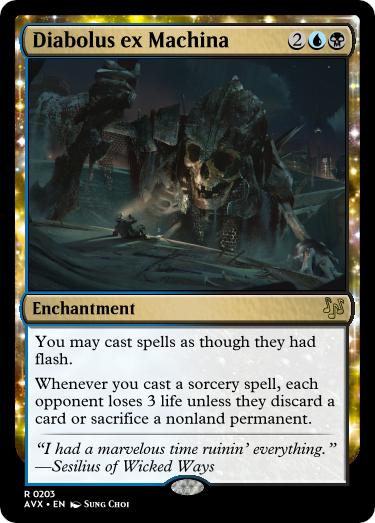 Diabolus ex Machina 2
Enchantment
You may cast spells as though they had
flash.
Whenever you cast a sorcery spell, each
opponent loses 3 life unless they discard a
card or sacrifice a nonland permanent.
“I had a marvelous time ruinin’ everything.”
—Sesilius of Wicked Ways
R 0203
AVX • EN Sung Choi